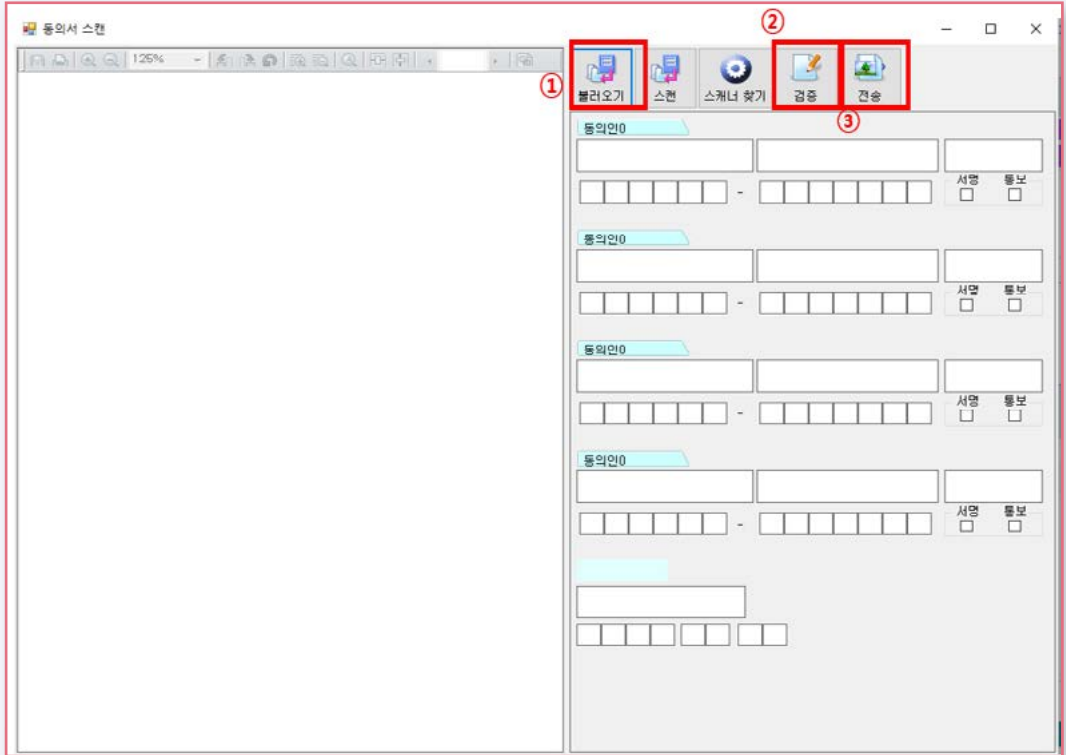 동의서 스캔
②
125%
①
불러오기 스캔 스캐너 찾기 검증 전송
③
동의인0
서명 통보
-
동의인0
서명 통보
-
동의인0
서명 통보
-
동의인0
서명 통보
-